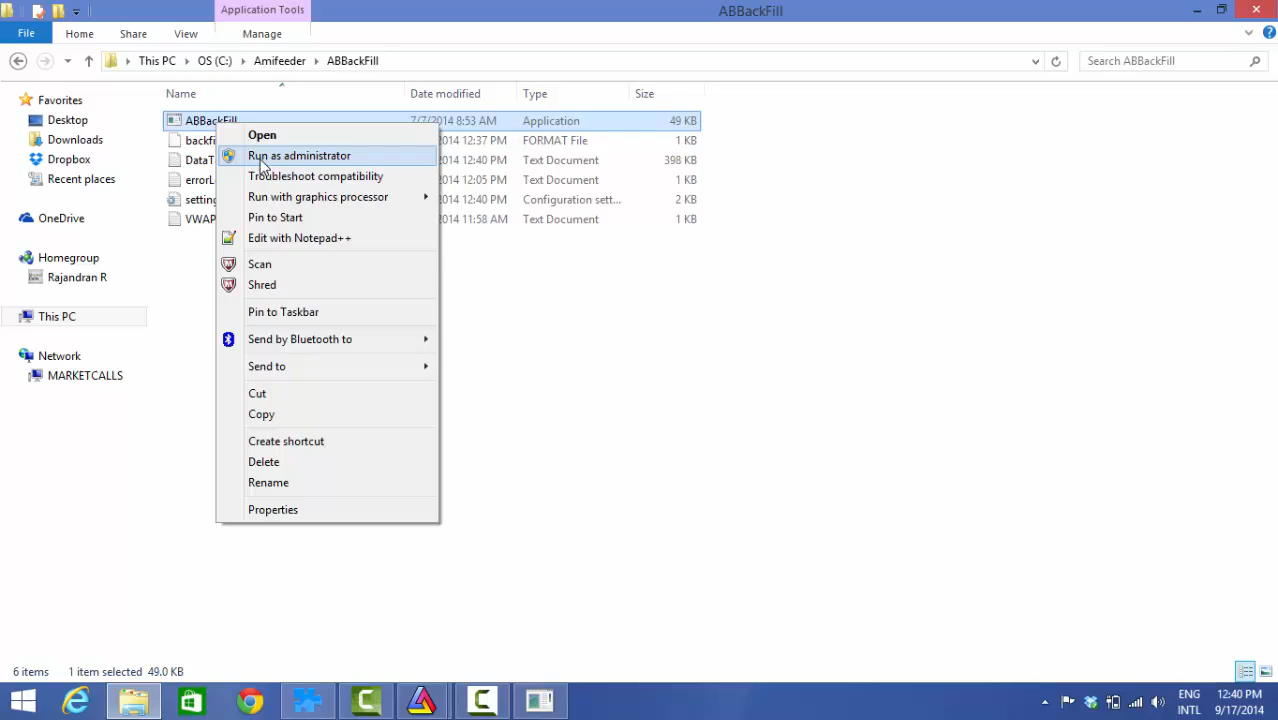 Application Tools
ABBackFill
File
Home
Share
View
Manage
This PC
OS (C:)
Amifeeder
ABBackFill
Search ABBackFill
Name
Date modified
Type
Size
Favorites
Desktop
Downloads
Dropbox
Recent places
OneDrive
Homegroup
Rajandran R
This PC
Network
MARKETCALLS
ABBackFill 7/7/2014 8:53 AM Application 49 KB
backfi 2014 12:37 PM FORMAT File 1 KB
DataT 2014 12:40 PM Text Document 398 KB
errorL 2014 12:05 PM Text Document 1 KB
setting 2014 12:40 PM Configuration sett... 2 KB
VWAP 2014 11:58 AM Text Document 1 KB
Open
Run as administrator
Troubleshoot compatibility
Run with graphics processor
Pin to Start
Edit with Notepad++
Scan
Shred
Pin to Taskbar
Send by Bluetooth to
Send to
Cut
Copy
Create shortcut
Delete
Rename
Properties
6 items 1 item selected 49.0 KB
ENG
INTL
12:40 PM
9/17/2014